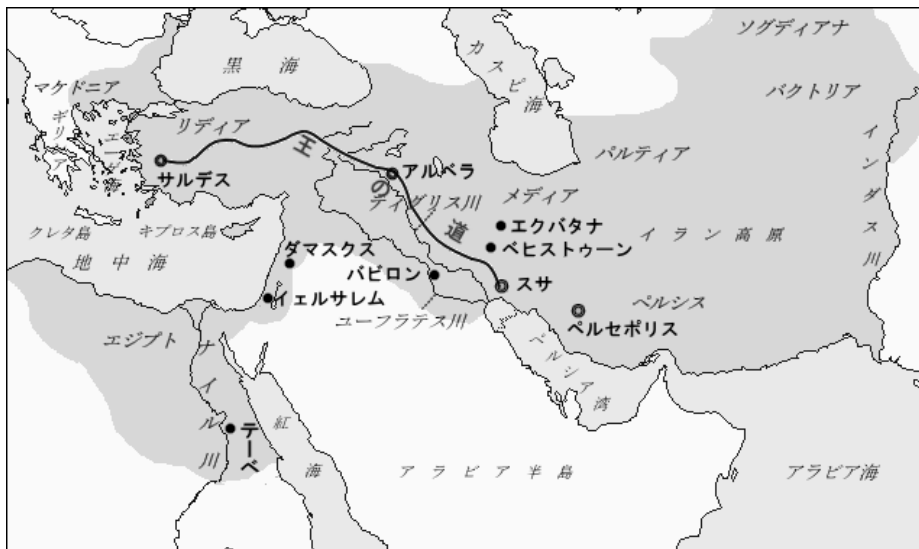 ソグディアナ
黒海
カスピ海
マケドニア
バクトリア
ギリシア
エーゲ海
リディア
王の道
インダス川
パルティア
サルデス
アルベラ
ティグリス川
メディア
エクバタナ
クレタ島
キプロス島
イラン高原
ベヒストゥーン
地中海
ダマスクス
バビロン
スサ
イェルサレム
ペルシス
ユーフラテス川
ペルセポリス
エジプト
ナイル川
ペルシア湾
テーベ
紅海
アラビア半島
アラビア海